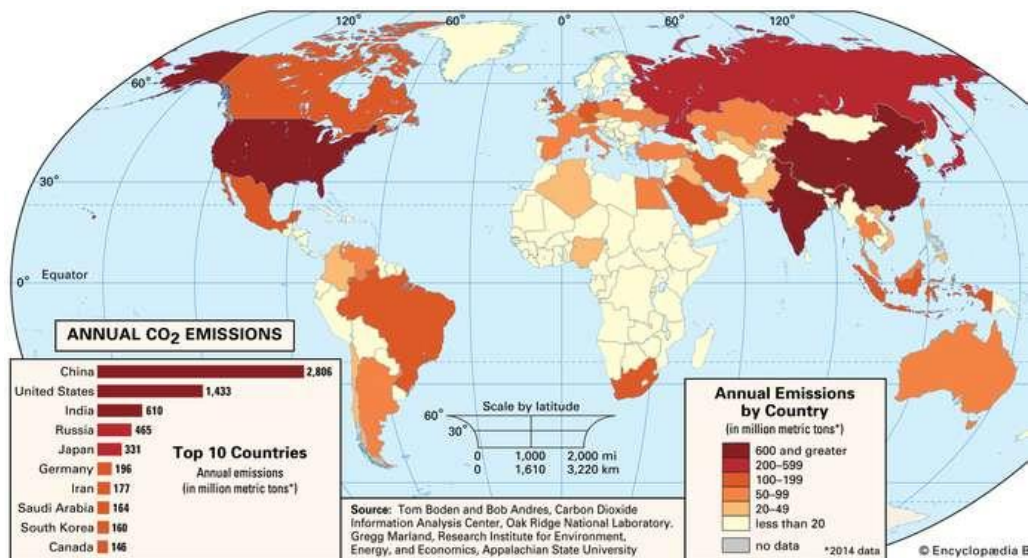 120° 60° 0° 60° 120°
60°
30°
Equator
0°
ANNUAL CO₂ EMISSIONS
China 2,806
United States 1,433
India 610
Russia 465
Japan 331
Germany 196
Iran 177
Saudi Arabia 164
South Korea 160
Canada 146
Top 10 Countries
Annual emissions
(in million metric tons*)
60°
30°
Scale by latitude
0 1,000 2,000 mi
0 1,610 3,220 km
Source: Tom Boden and Bob Andres, Carbon Dioxide
Information Analysis Center, Oak Ridge National Laboratory.
Gregg Marland, Research Institute for Environment,
Energy, and Economics, Appalachian State University
Annual Emissions
by Country
(in million metric tons*)
600 and greater
200–599
100–199
50–99
20–49
less than 20
no data
*2014 data
© Encyclopædia B